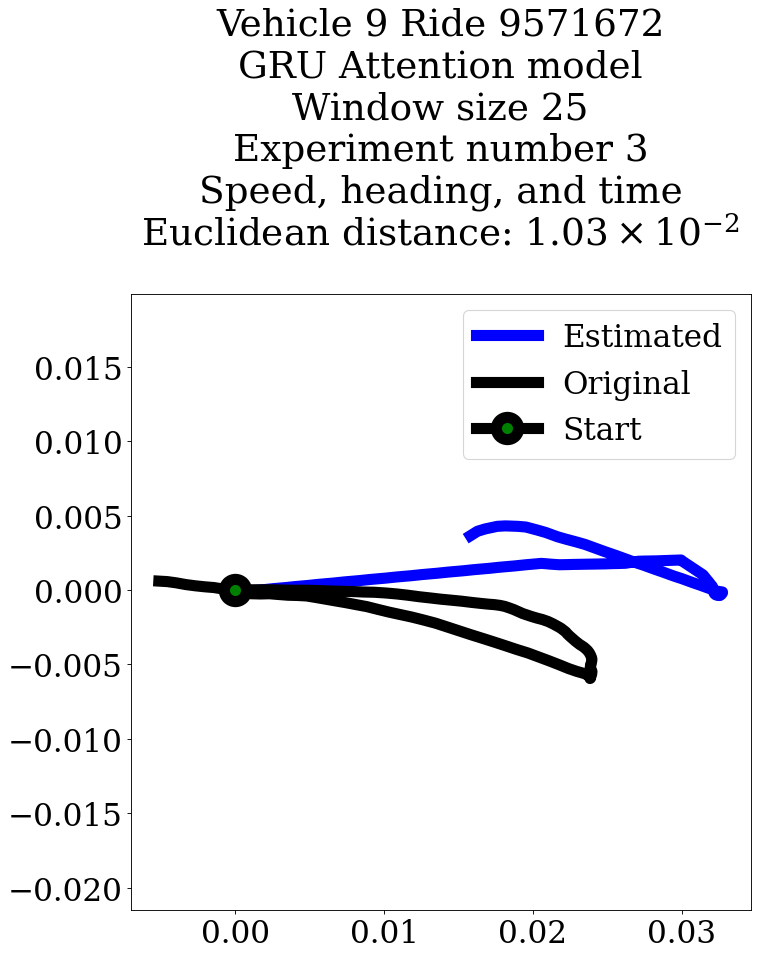 Vehicle 9 Ride 9571672
GRU Attention model
Window size 25
Experiment number 3
Speed, heading, and time
Euclidean distance: 1.03 × 10⁻²
Estimated
Original
Start
0.015
0.010
0.005
0.000
−0.005
−0.010
−0.015
−0.020
0.00 0.01 0.02 0.03